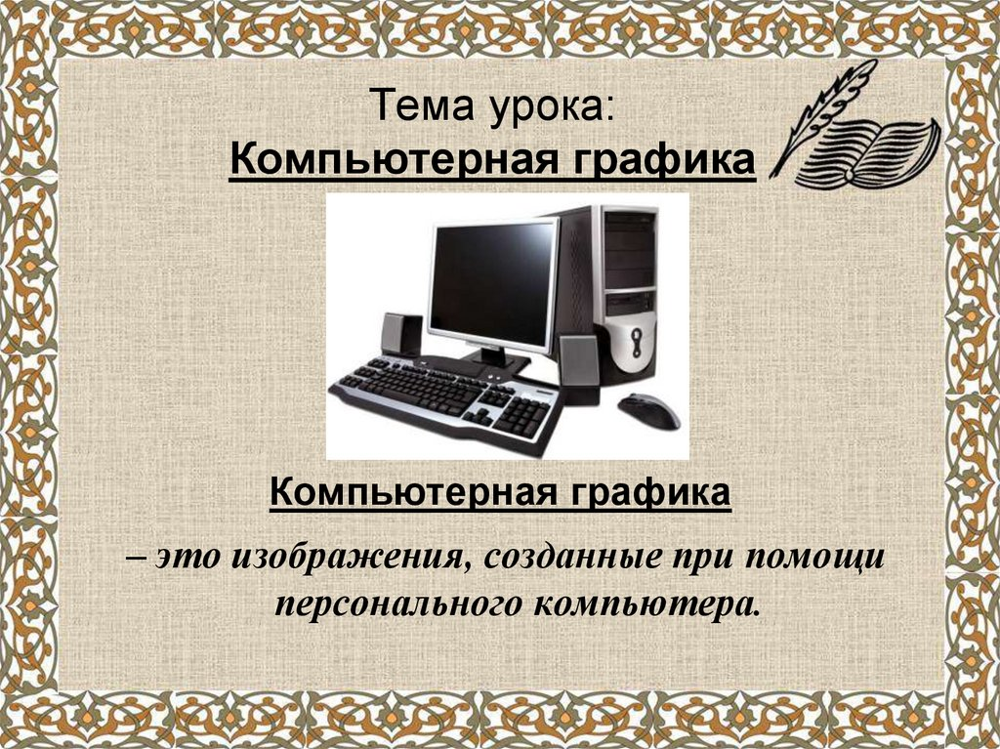 Тема урока:
Компьютерная графика
Компьютерная графика
– это изображения, созданные при помощи
персонального компьютера.